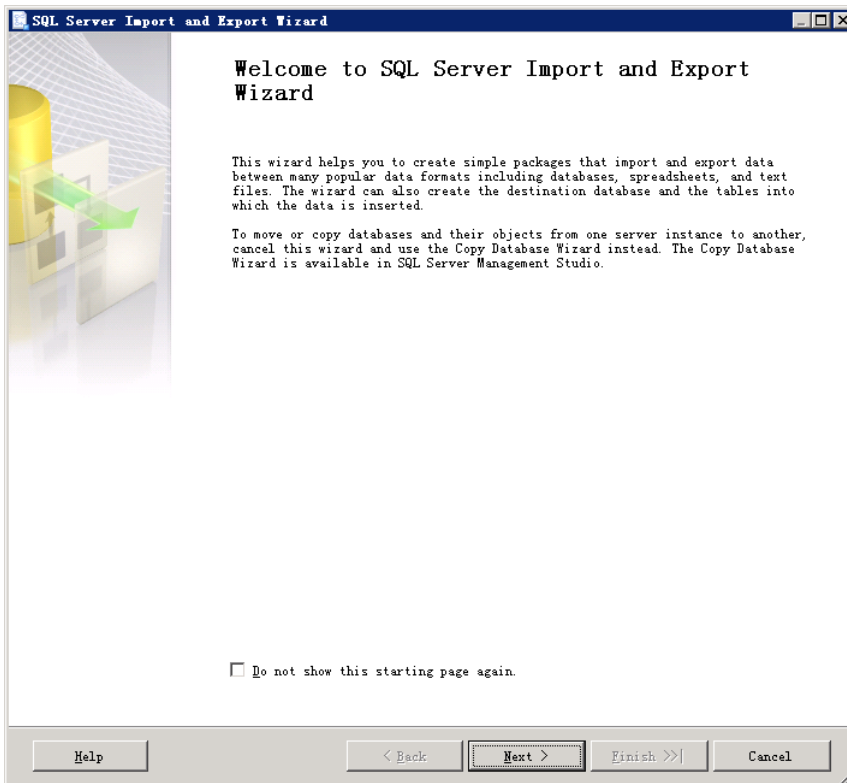 SQL Server Import and Export Wizard
Welcome to SQL Server Import and Export
Wizard
This wizard helps you to create simple packages that import and export data
between many popular data formats including databases, spreadsheets, and text
files. The wizard can also create the destination database and the tables into
which the data is inserted.
To move or copy databases and their objects from one server instance to another,
cancel this wizard and use the Copy Database Wizard instead. The Copy Database
Wizard is available in SQL Server Management Studio.
Do not show this starting page again.
Help
< Back
Next >
Finish >>|
Cancel